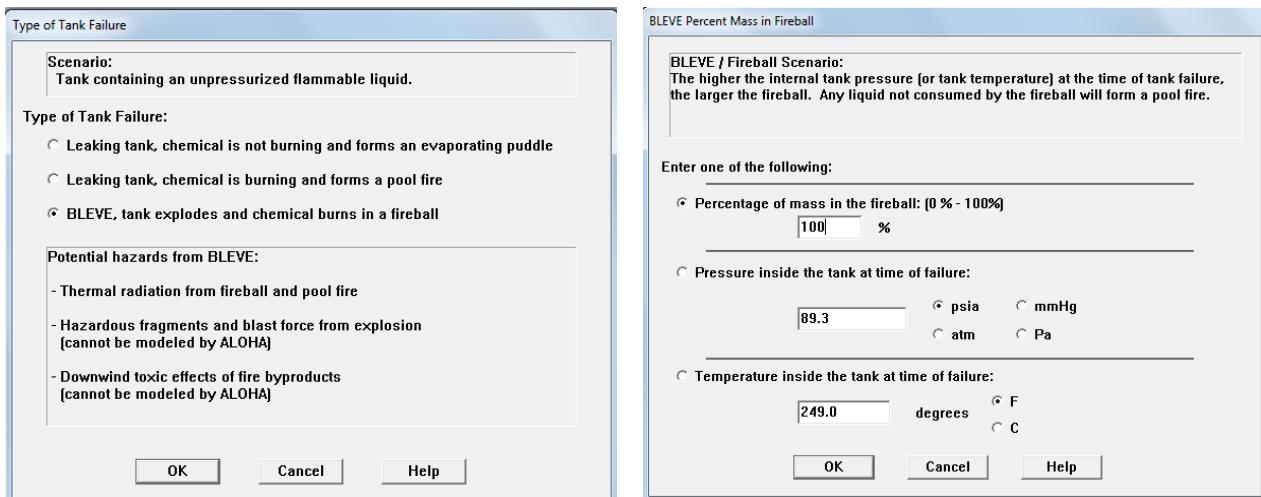 Type of Tank Failure
Scenario:
Tank containing an unpressurized flammable liquid.
Type of Tank Failure:
Leaking tank, chemical is not burning and forms an evaporating puddle
Leaking tank, chemical is burning and forms a pool fire
BLEVE, tank explodes and chemical burns in a fireball
Potential hazards from BLEVE:
- Thermal radiation from fireball and pool fire
- Hazardous fragments and blast force from explosion
(cannot be modeled by ALOHA)
- Downwind toxic effects of fire byproducts
(cannot be modeled by ALOHA)
OK Cancel Help
BLEVE Percent Mass in Fireball
BLEVE / Fireball Scenario:
The higher the internal tank pressure (or tank temperature) at the time of tank failure,
the larger the fireball. Any liquid not consumed by the fireball will form a pool fire.
Enter one of the following:
Percentage of mass in the fireball: (0 % - 100%)
100 %
Pressure inside the tank at time of failure:
89.3 psia mmHg
atm Pa
Temperature inside the tank at time of failure:
249.0 degrees F
C
OK Cancel Help